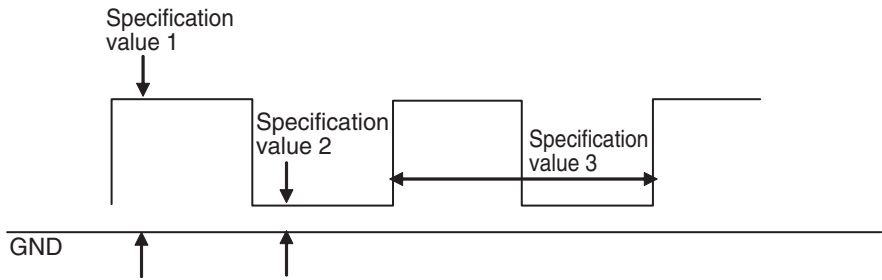 Specification
value 1
Specification
value 2
Specification
value 3
GND